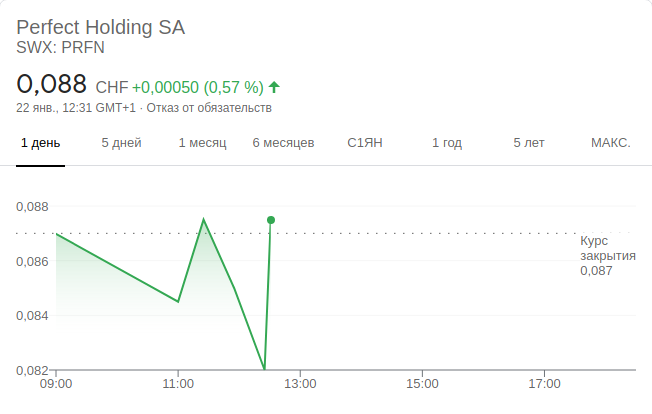 Perfect Holding SA
SWX: PRFN
0,088 CHF +0,00050 (0,57 %)
22 янв., 12:31 GMT+1 · Отказ от обязательств
1 день 5 дней 1 месяц 6 месяцев С1ЯН 1 год 5 лет МАКС.
0,088
Курс
закрытия
0,087
0,086
0,084
0,082
09:00 11:00 13:00 15:00 17:00